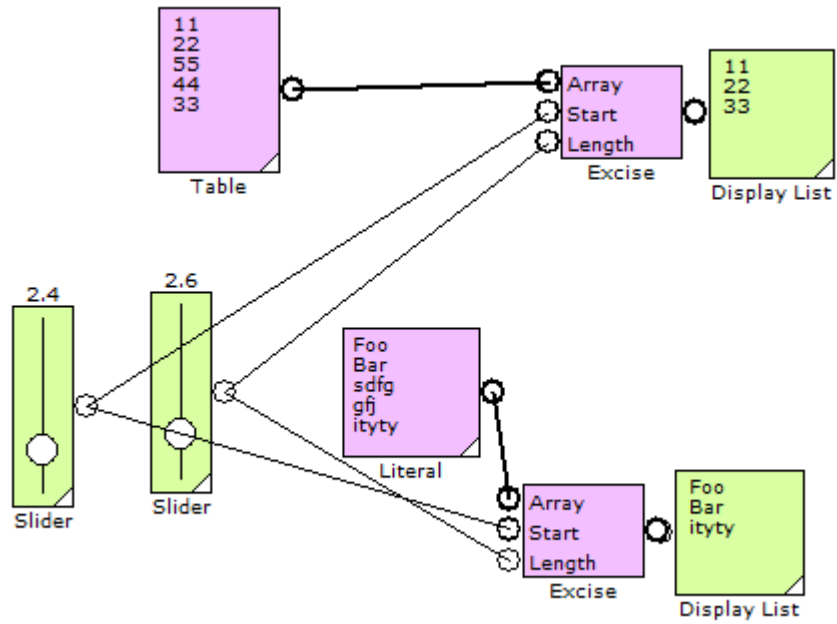 11
22
55
44
33
Table
Array
Start
Length
Excise
11
22
33
Display List
2.4
Slider
2.6
Slider
Foo
Bar
sdfg
gfj
ityty
Literal
Array
Start
Length
Excise
Foo
Bar
ityty
Display List